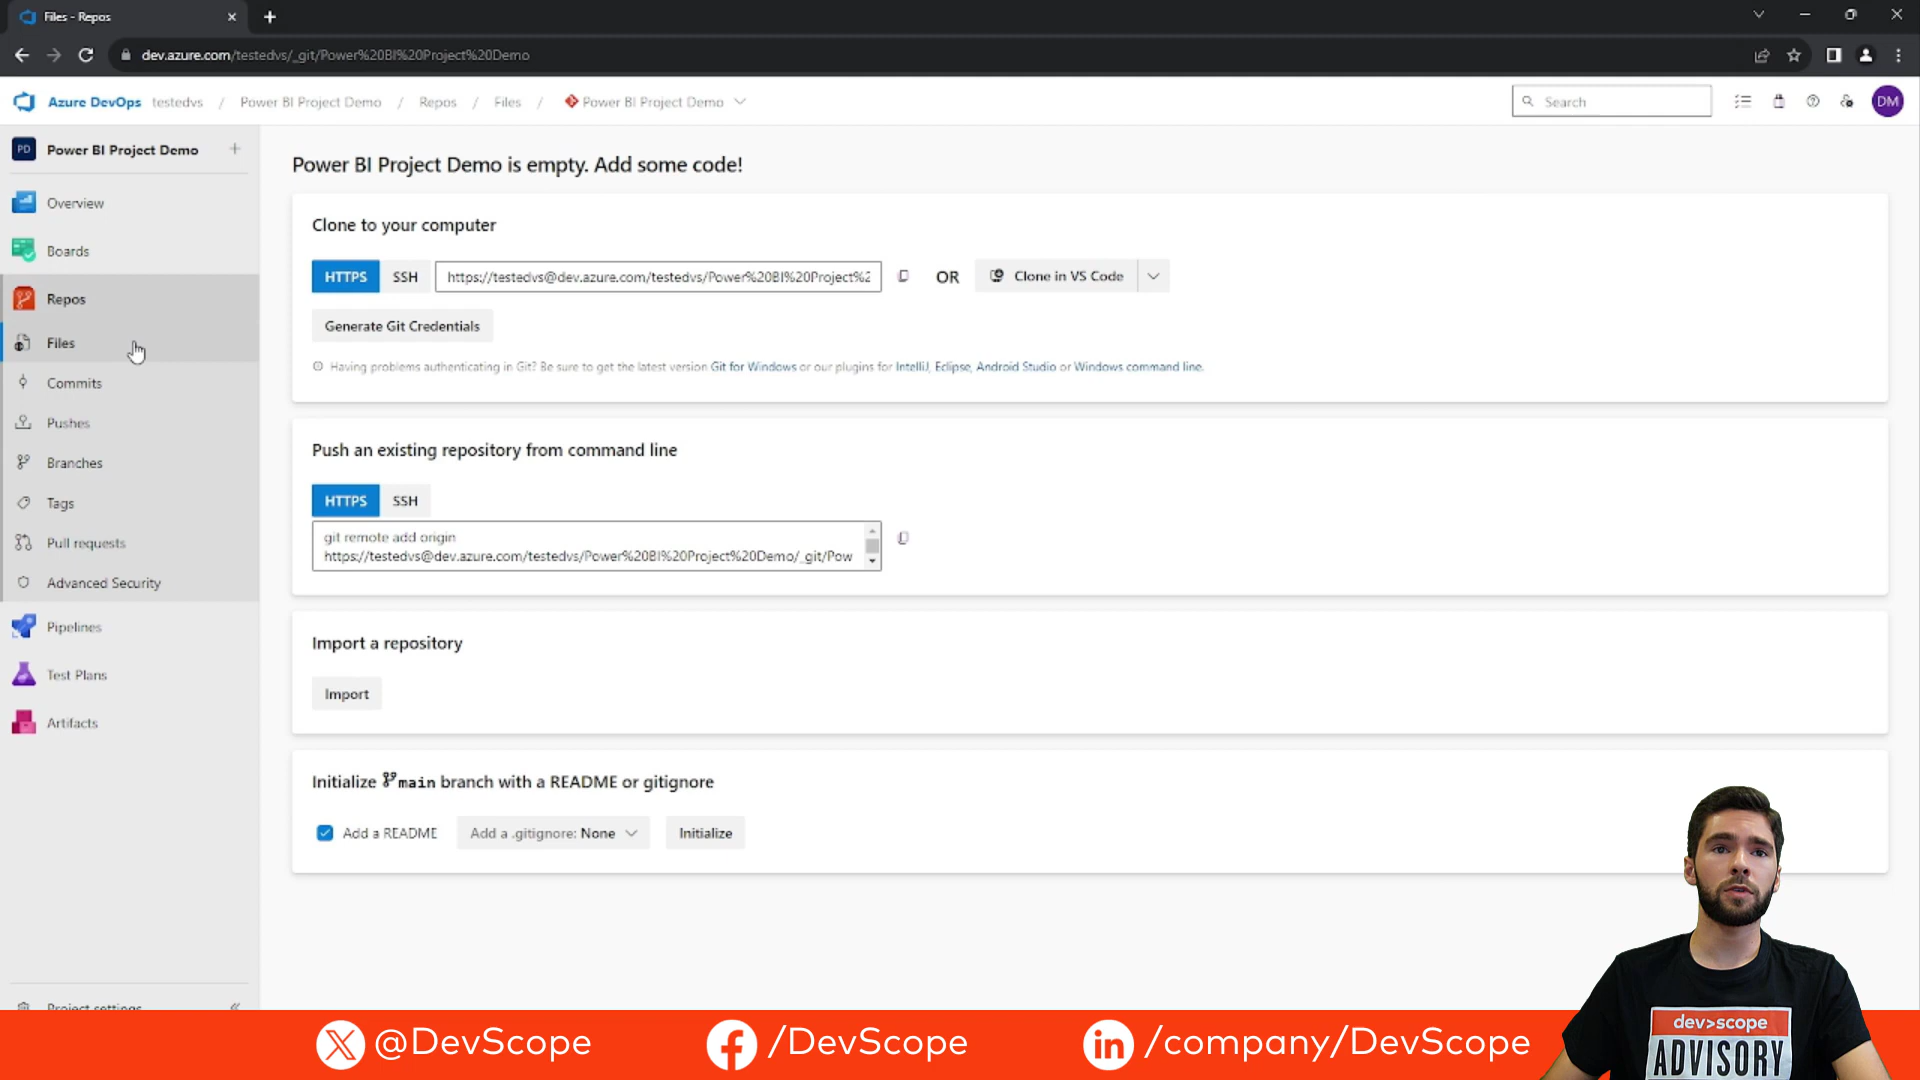 Files - Repos
dev.azure.com/testedvs/_git/Power%20BI%20Project%20Demo
Azure DevOps testedvs / Power BI Project Demo / Repos / Files / Power BI Project Demo
Search
DM
PD Power BI Project Demo +
Overview
Boards
Repos
Files
Commits
Pushes
Branches
Tags
Pull requests
Advanced Security
Pipelines
Test Plans
Artifacts
Project settings
Power BI Project Demo is empty. Add some code!
Clone to your computer
HTTPS SSH https://testedvs@dev.azure.com/testedvs/Power%20BI%20Project%2 OR Clone in VS Code
Generate Git Credentials
Having problems authenticating in Git? Be sure to get the latest version Git for Windows or our plugins for IntelliJ, Eclipse, Android Studio or Windows command line.
Push an existing repository from command line
HTTPS SSH
git remote add origin
https://testedvs@dev.azure.com/testedvs/Power%20BI%20Project%20Demo/_git/Pow
Import a repository
Import
Initialize main branch with a README or gitignore
Add a README Add a .gitignore: None Initialize
dev>scope
ADVISORY
@DevScope /DevScope /company/DevScope